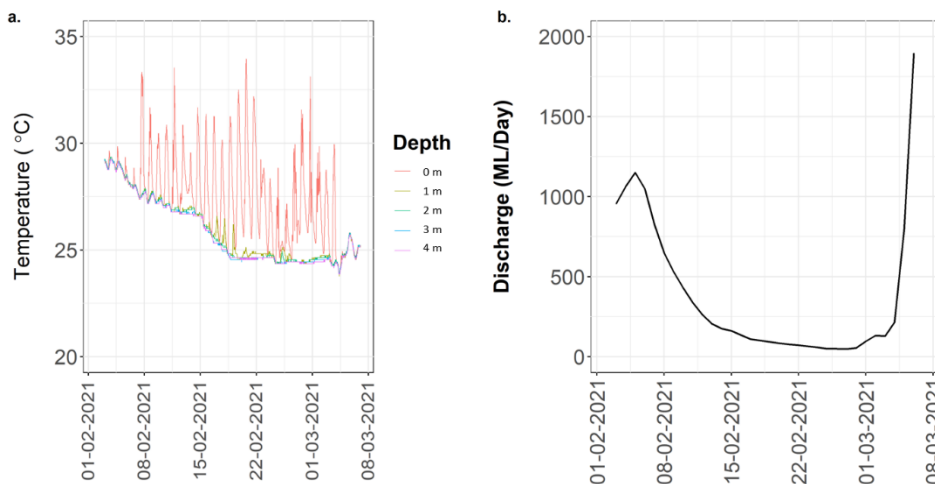 a.
35
30
25
20
Temperature ( °C)
01-02-2021
08-02-2021
15-02-2021
22-02-2021
01-03-2021
08-03-2021
Depth
0 m
1 m
2 m
3 m
4 m
b.
2000
1500
1000
500
0
Discharge (ML/Day)
01-02-2021
08-02-2021
15-02-2021
22-02-2021
01-03-2021
08-03-2021